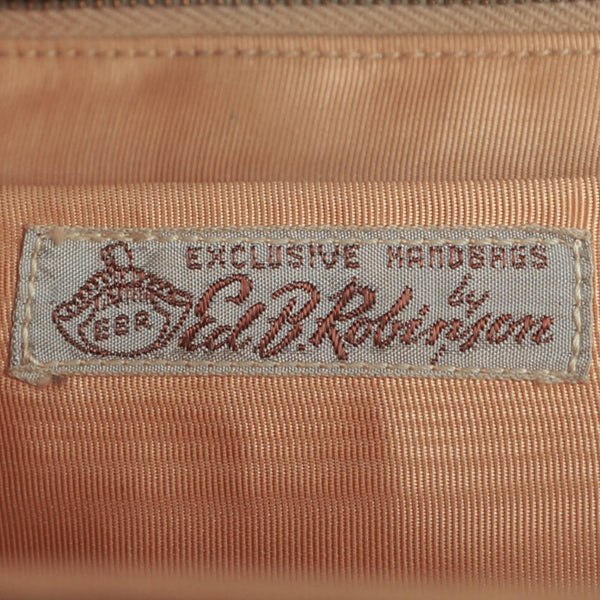 EXCLUSIVE HANDBAGS
by
Ed. B. Robinson
EBR